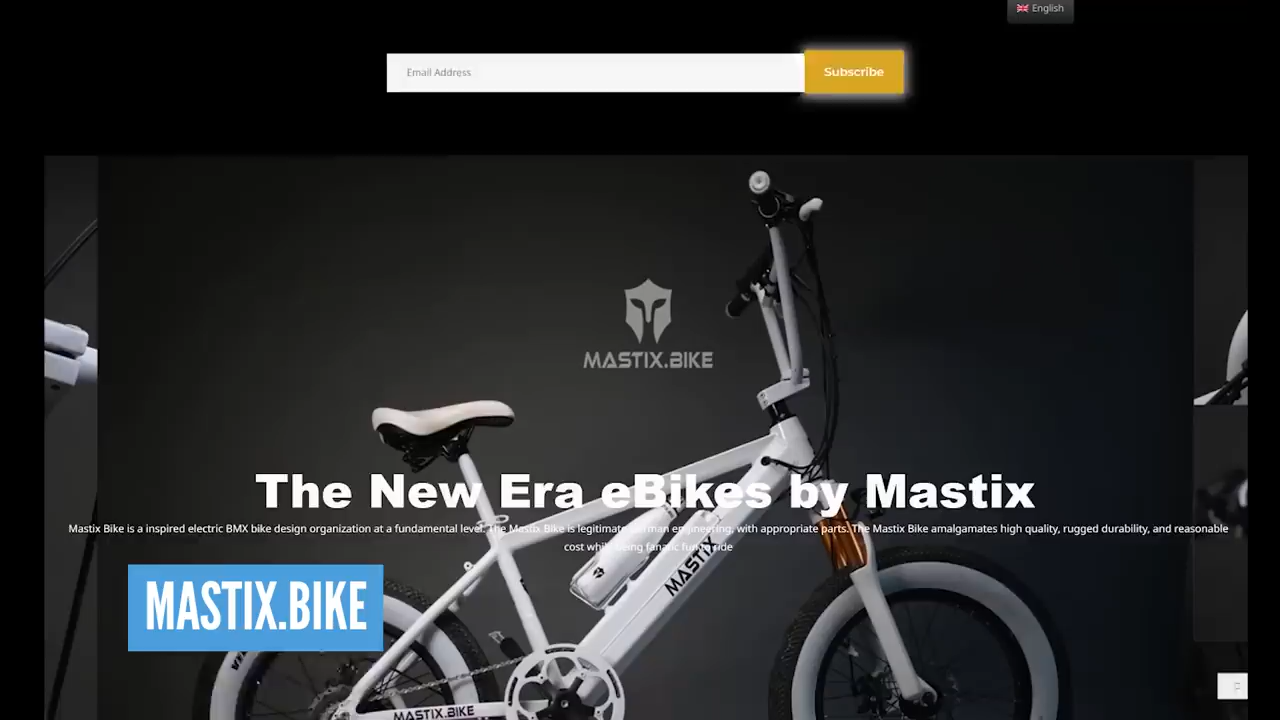 English
Email Address
Subscribe
MASTIX.BIKE
The New Era eBikes by Mastix
Mastix Bike is a inspired electric BMX bike design organization at a fundamental level. The Mastix Bike is legitimate German engineering, with appropriate parts. The Mastix Bike amalgamates high quality, rugged durability, and reasonable
cost while being fanatic fun to ride
MASTIX
MASTIX.BIKE
MASTIX.BIKE